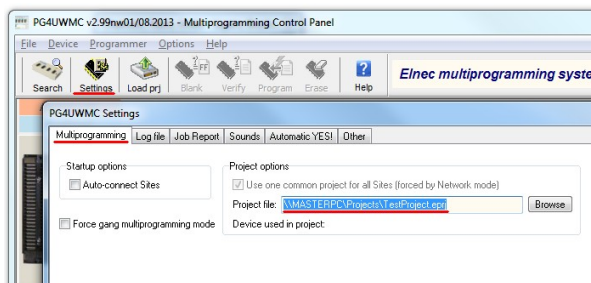 PG4UWMC v2.99nw01/08.2013 - Multiprogramming Control Panel
File Device Programmer Options Help
Search Settings Load prj Blank Verify Program Erase Help
Elnec multiprogramming syste
PG4UWMC Settings
Multiprogramming Log file Job Report Sounds Automatic YES! Other
Startup options
Project options
Auto-connect Sites
Use one common project for all Sites (forced by Network mode)
Project file: \\MASTERPC\Projects\TestProject.eprj Browse
Force gang multiprogramming mode
Device used in project: